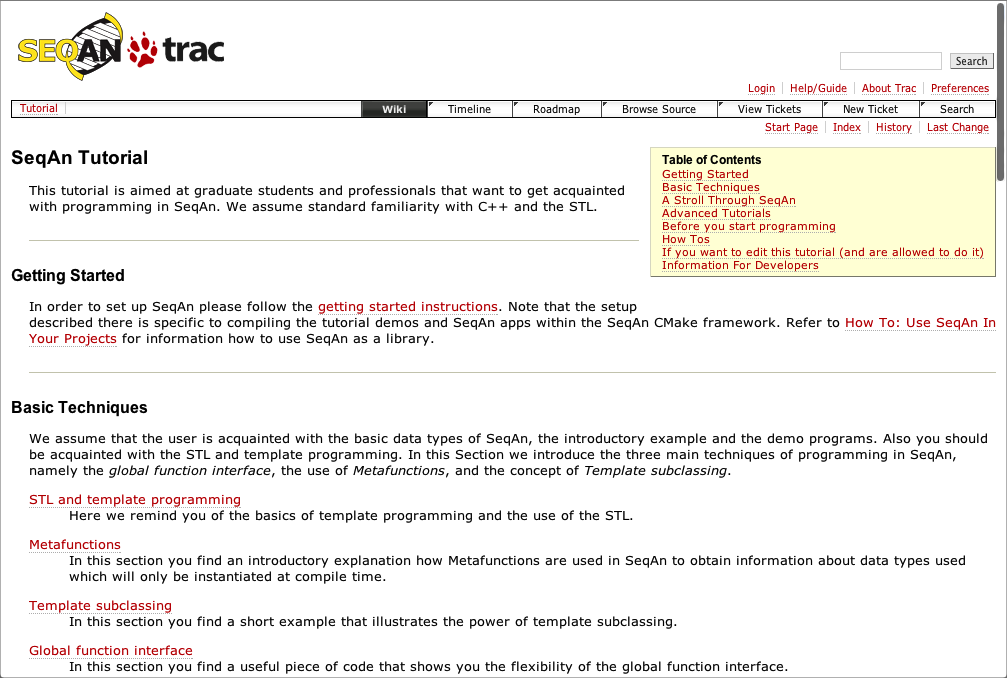 SEQAN trac
Search
Login Help/Guide About Trac Preferences
Tutorial Wiki Timeline Roadmap Browse Source View Tickets New Ticket Search
Start Page Index History Last Change
SeqAn Tutorial
This tutorial is aimed at graduate students and professionals that want to get acquainted
with programming in SeqAn. We assume standard familiarity with C++ and the STL.
Table of Contents
Getting Started
Basic Techniques
A Stroll Through SeqAn
Advanced Tutorials
Before you start programming
How Tos
If you want to edit this tutorial (and are allowed to do it)
Information For Developers
Getting Started
In order to set up SeqAn please follow the getting started instructions. Note that the setup
described there is specific to compiling the tutorial demos and SeqAn apps within the SeqAn CMake framework. Refer to How To: Use SeqAn In
Your Projects for information how to use SeqAn as a library.
Basic Techniques
We assume that the user is acquainted with the basic data types of SeqAn, the introductory example and the demo programs. Also you should
be acquainted with the STL and template programming. In this Section we introduce the three main techniques of programming in SeqAn,
namely the global function interface, the use of Metafunctions, and the concept of Template subclassing.
STL and template programming
Here we remind you of the basics of template programming and the use of the STL.
Metafunctions
In this section you find an introductory explanation how Metafunctions are used in SeqAn to obtain information about data types used
which will only be instantiated at compile time.
Template subclassing
In this section you find a short example that illustrates the power of template subclassing.
Global function interface
In this section you find a useful piece of code that shows you the flexibility of the global function interface.